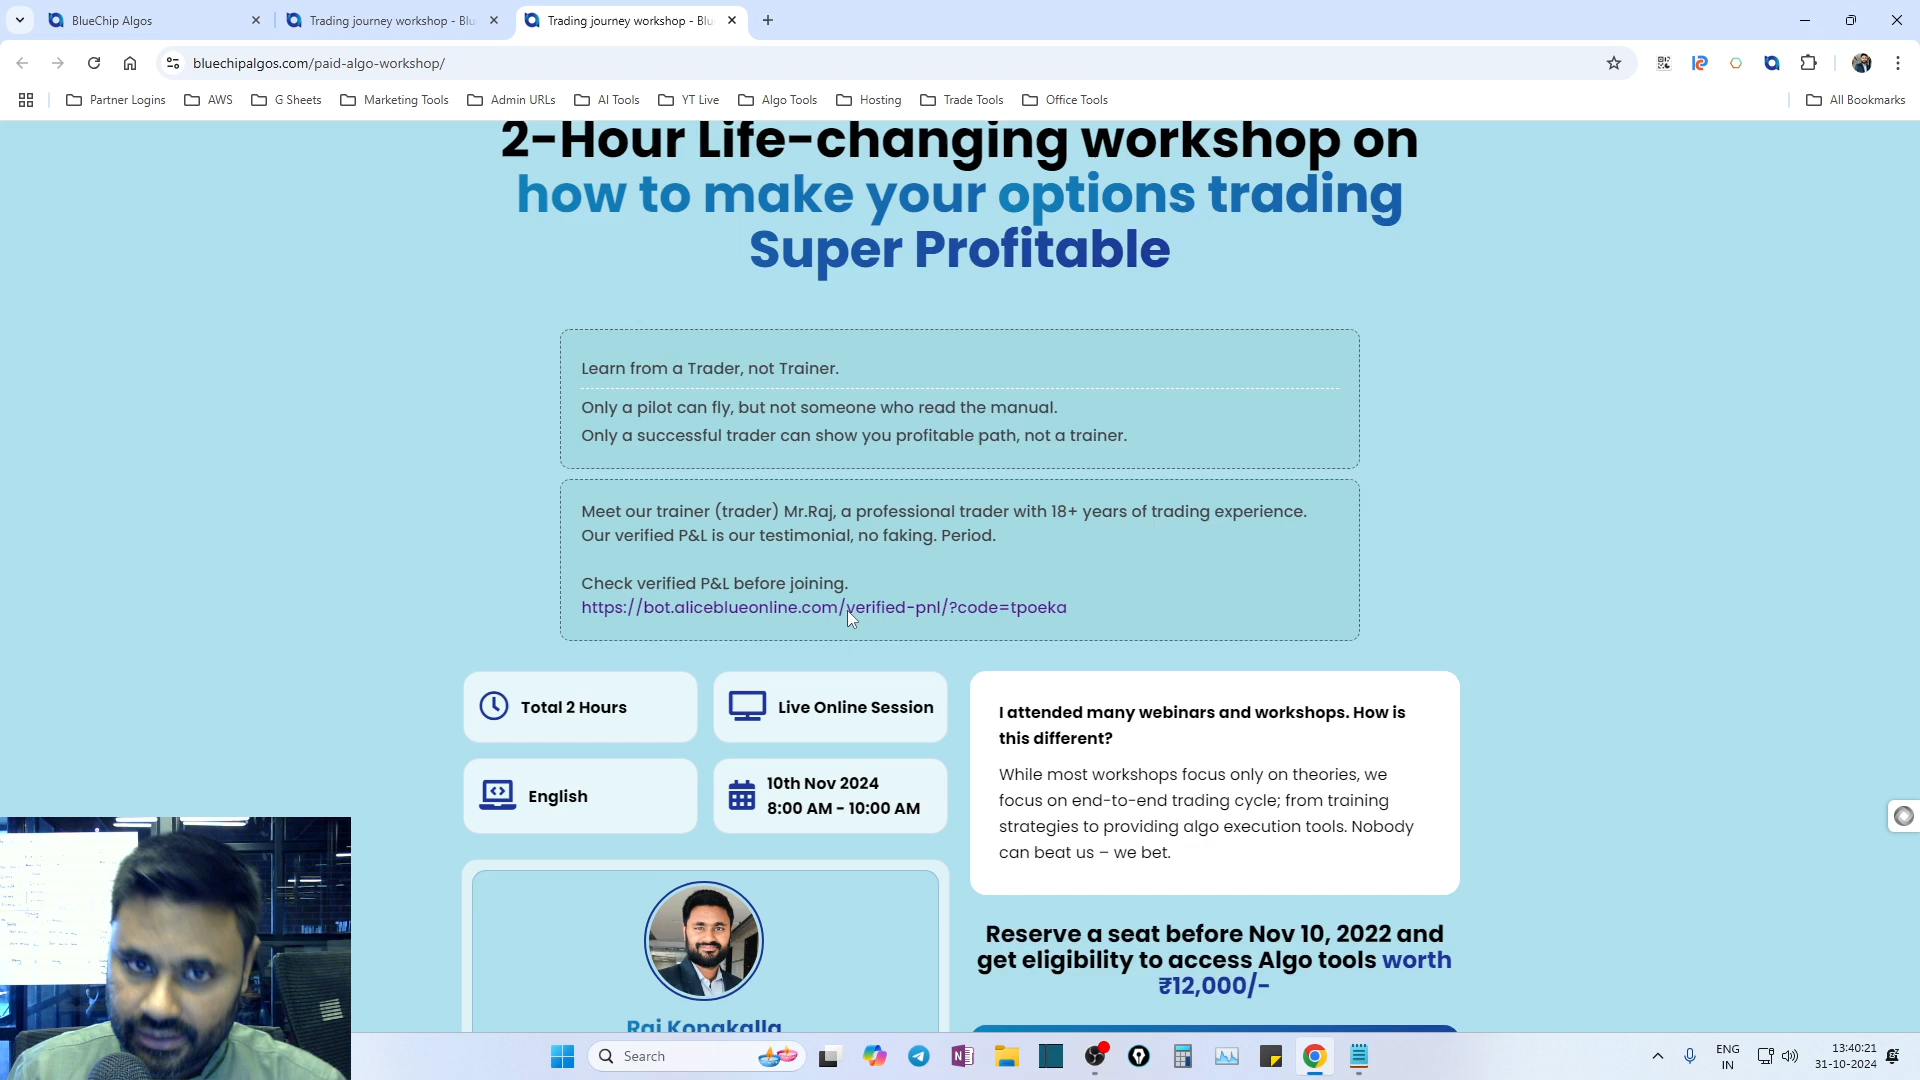 BlueChip Algos
Trading journey workshop - Blu
Trading journey workshop - Blu
bluechipalgos.com/paid-algo-workshop/
Partner Logins
AWS
G Sheets
Marketing Tools
Admin URLs
AI Tools
YT Live
Algo Tools
Hosting
Trade Tools
Office Tools
All Bookmarks
2-Hour Life-changing workshop on
how to make your options trading
Super Profitable
Learn from a Trader, not Trainer.
Only a pilot can fly, but not someone who read the manual.
Only a successful trader can show you profitable path, not a trainer.
Meet our trainer (trader) Mr.Raj, a professional trader with 18+ years of trading experience.
Our verified P&L is our testimonial, no faking. Period.
Check verified P&L before joining.
https://bot.aliceblueonline.com/verified-pnl/?code=tpoeka
Total 2 Hours
Live Online Session
English
10th Nov 2024
8:00 AM - 10:00 AM
I attended many webinars and workshops. How is
this different?
While most workshops focus only on theories, we
focus on end-to-end trading cycle; from training
strategies to providing algo execution tools. Nobody
can beat us – we bet.
Reserve a seat before Nov 10, 2022 and
get eligibility to access Algo tools worth
₹12,000/-
Raj Konakalla
Search
ENG
IN
13:40:21
31-10-2024